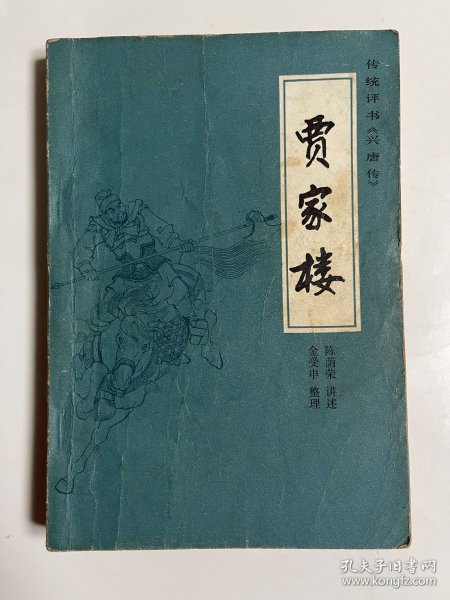 传统评书《兴唐传》
贾家楼
陈荫荣 讲述
金受申 整理
孔夫子旧书网
www.kongfz.com